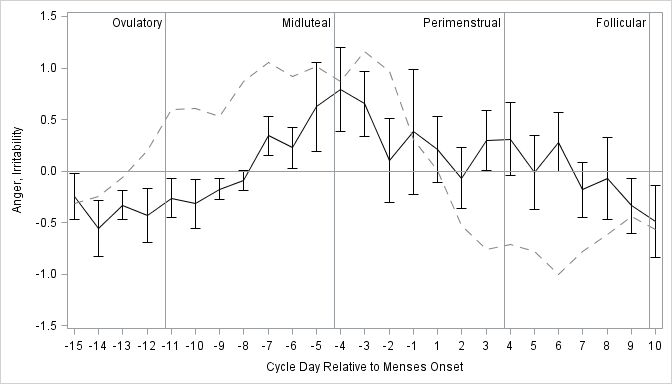 Ovulatory Midluteal Perimenstrual Follicular
1.5
1.0
0.5
0.0
-0.5
-1.0
-1.5
Anger, Irritability
-15 -14 -13 -12 -11 -10 -9 -8 -7 -6 -5 -4 -3 -2 -1 1 2 3 4 5 6 7 8 9 10
Cycle Day Relative to Menses Onset